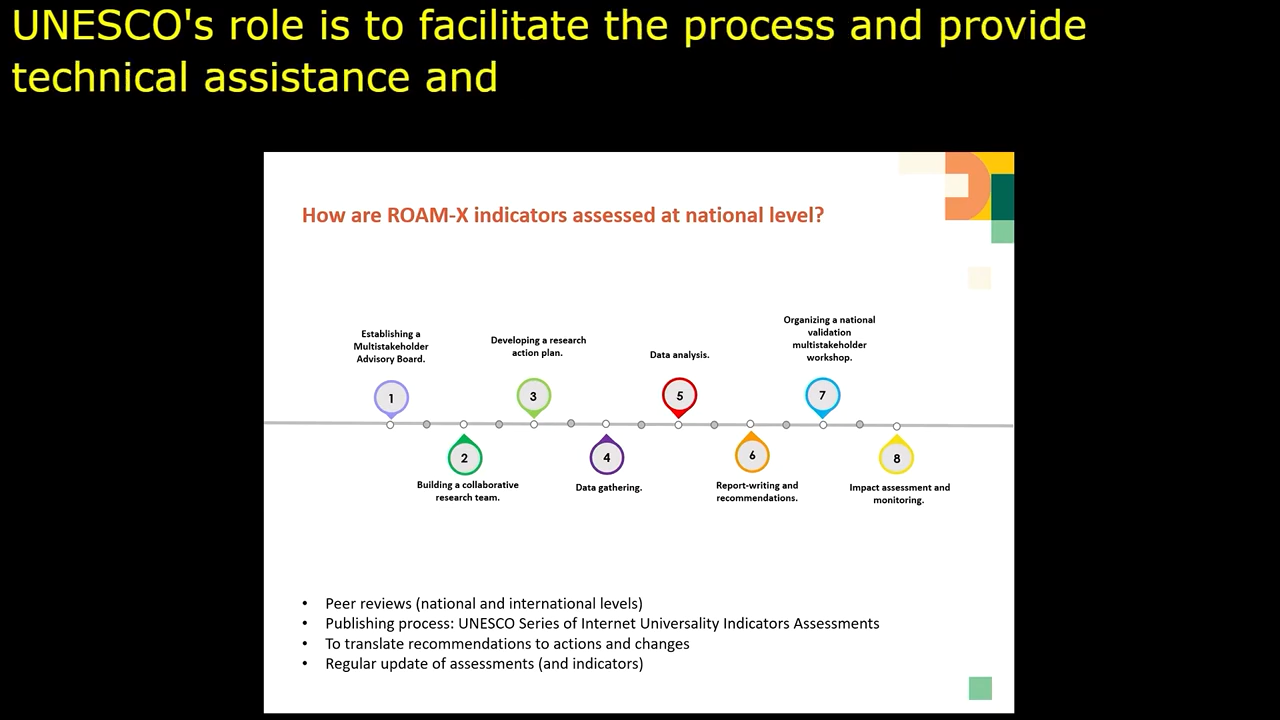 UNESCO's role is to facilitate the process and provide
technical assistance and
How are ROAM-X indicators assessed at national level?
Establishing a
Multistakeholder
Advisory Board.
1
Building a collaborative
research team.
2
Developing a research
action plan.
3
Data gathering.
4
Data analysis.
5
Report-writing and
recommendations.
6
Organizing a national
validation
multistakeholder
workshop.
7
Impact assessment and
monitoring.
8
• Peer reviews (national and international levels)
• Publishing process: UNESCO Series of Internet Universality Indicators Assessments
• To translate recommendations to actions and changes
• Regular update of assessments (and indicators)